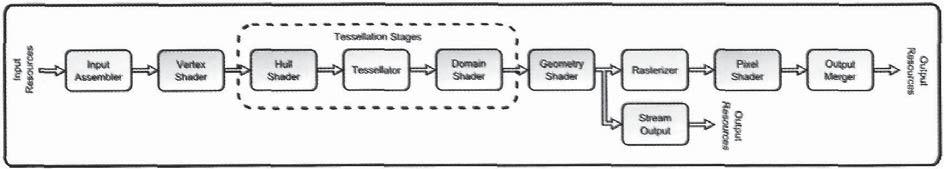 Tessellation Stages
Input
Resources
Input
Assembler
Vertex
Shader
Hull
Shader
Tessellator
Domain
Shader
Geometry
Shader
Rasterizer
Pixel
Shader
Output
Merger
Output
Resources
Stream
Output
Output
Resources